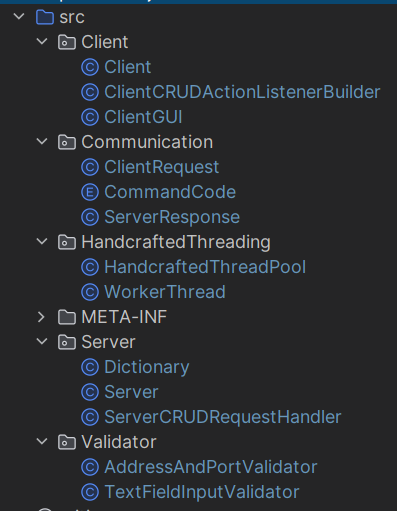 src
Client
C Client
C ClientCRUDActionListenerBuilder
C ClientGUI
Communication
C ClientRequest
E CommandCode
C ServerResponse
HandcraftedThreading
C HandcraftedThreadPool
C WorkerThread
META-INF
Server
C Dictionary
C Server
C ServerCRUDRequestHandler
Validator
C AddressAndPortValidator
C TextFieldInputValidator